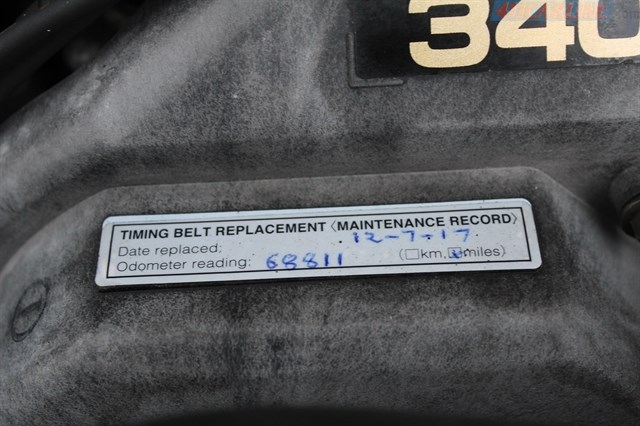 340
TIMING BELT REPLACEMENT 〈MAINTENANCE RECORD〉
Date replaced: 12-7-17
Odometer reading: 68811 (☐km, ☑miles)